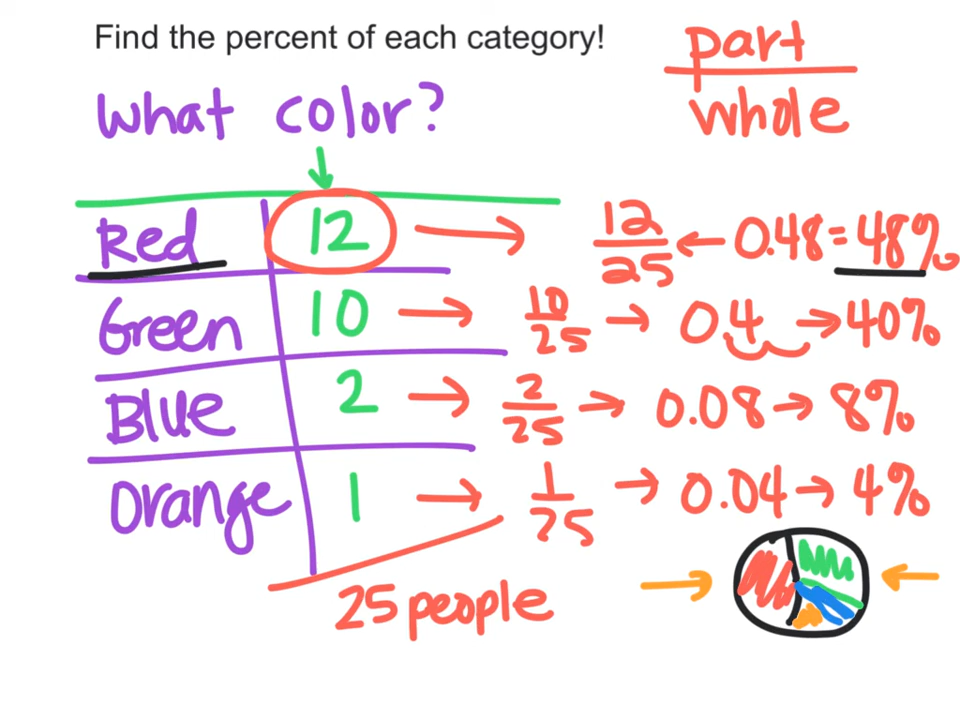 Find the percent of each category!
part
whole
What color?
Red 12 → 12/25 ← 0.48 = 48%
Green 10 → 10/25 → 0.4 → 40%
Blue 2 → 2/25 → 0.08 → 8%
Orange 1 → 1/25 → 0.04 → 4%
25 people